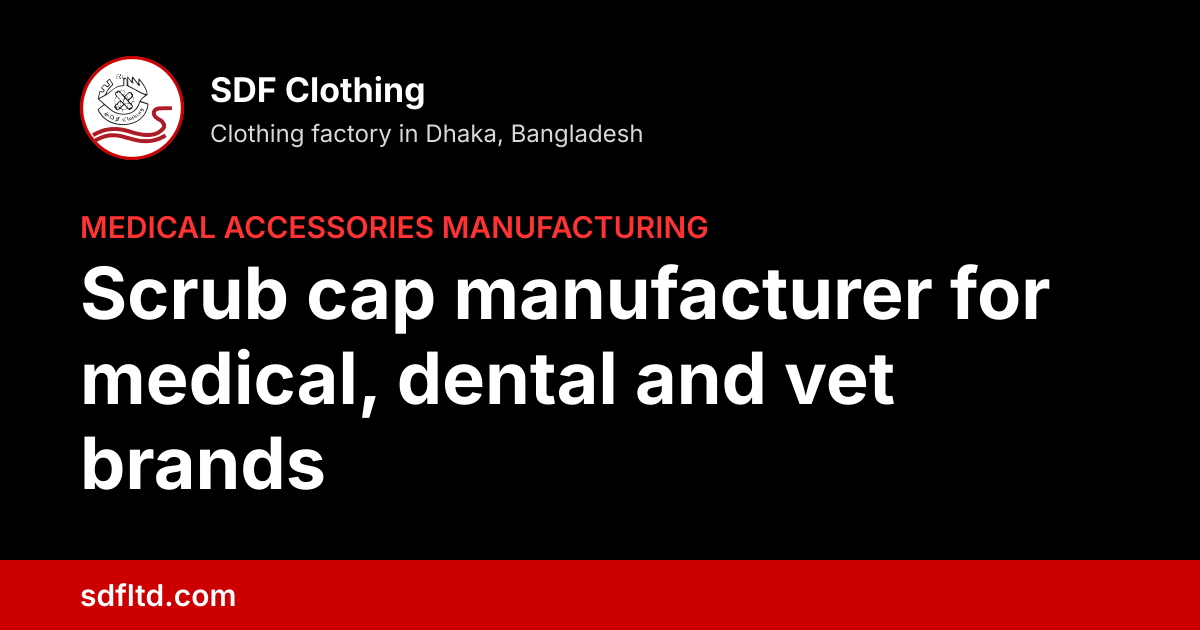 SDF Clothing
Clothing factory in Dhaka, Bangladesh
MEDICAL ACCESSORIES MANUFACTURING
Scrub cap manufacturer for
medical, dental and vet
brands
sdfltd.com